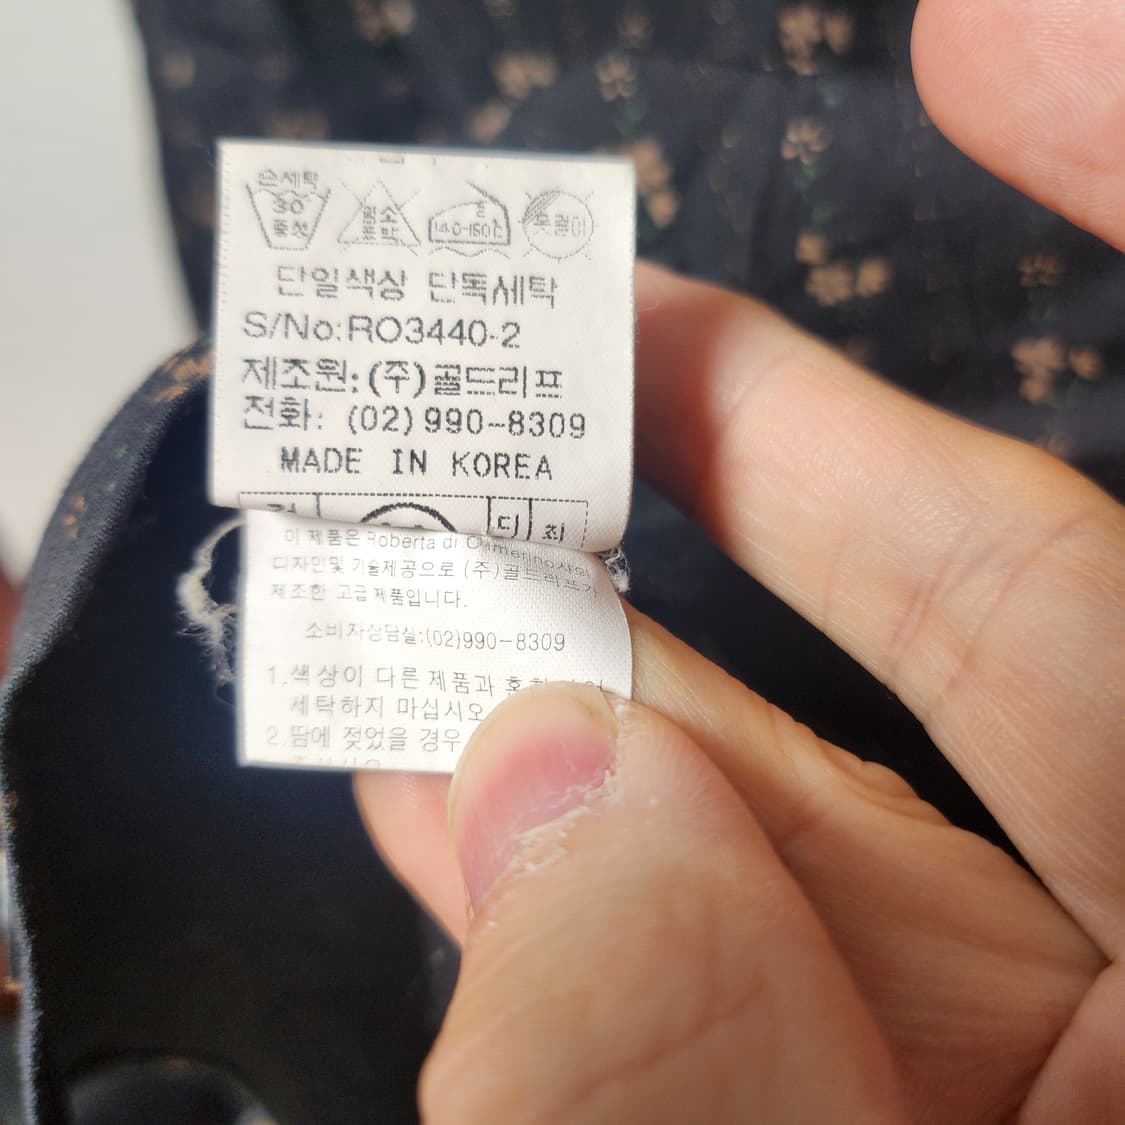 손세탁
30
중성
염소
표백
140-160℃
단일색상 단독세탁
S/No:RO3440-2
제조원: (주)골드리프
전화: (02)990-8309
MADE IN KOREA
이 제품은 Roberta di Camerino사의
디자인및 기술제공으로 (주)골드리프가
제조한 고급제품입니다.
소비자상담실:(02)990-8309
1.색상이 다른 제품과
세탁하지 마십시오
2.땀에 젖었을 경우